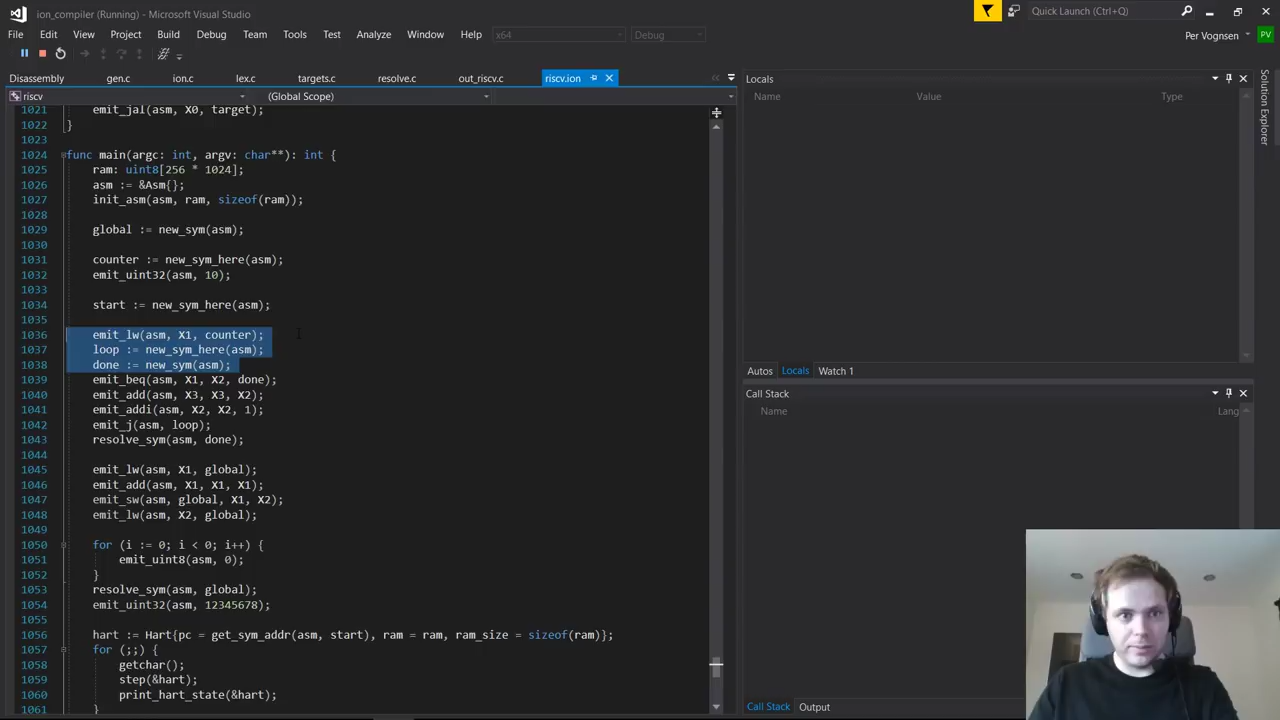 ion_compiler (Running) - Microsoft Visual Studio
Quick Launch (Ctrl+Q)
File Edit View Project Build Debug Team Tools Test Analyze Window Help x64 Debug Per Vognsen PV
Disassembly gen.c ion.c lex.c targets.c resolve.c out_riscv.c riscv.ion
riscv (Global Scope)
1021 emit_jal(asm, X0, target);
1022 }
1023
1024 func main(argc: int, argv: char**): int {
1025 ram: uint8[256 * 1024];
1026 asm := &Asm{};
1027 init_asm(asm, ram, sizeof(ram));
1028
1029 global := new_sym(asm);
1030
1031 counter := new_sym_here(asm);
1032 emit_uint32(asm, 10);
1033
1034 start := new_sym_here(asm);
1035
1036 emit_lw(asm, X1, counter);
1037 loop := new_sym_here(asm);
1038 done := new_sym(asm);
1039 emit_beq(asm, X1, X2, done);
1040 emit_add(asm, X3, X3, X2);
1041 emit_addi(asm, X2, X2, 1);
1042 emit_j(asm, loop);
1043 resolve_sym(asm, done);
1044
1045 emit_lw(asm, X1, global);
1046 emit_add(asm, X1, X1, X1);
1047 emit_sw(asm, global, X1, X2);
1048 emit_lw(asm, X2, global);
1049
1050 for (i := 0; i < 0; i++) {
1051 emit_uint8(asm, 0);
1052 }
1053 resolve_sym(asm, global);
1054 emit_uint32(asm, 12345678);
1055
1056 hart := Hart{pc = get_sym_addr(asm, start), ram = ram, ram_size = sizeof(ram)};
1057 for (;;) {
1058 getchar();
1059 step(&hart);
1060 print_hart_state(&hart);
1061 }
Locals
Name Value Type
Autos Locals Watch 1
Call Stack
Name Lang
Call Stack Output
Solution Explorer